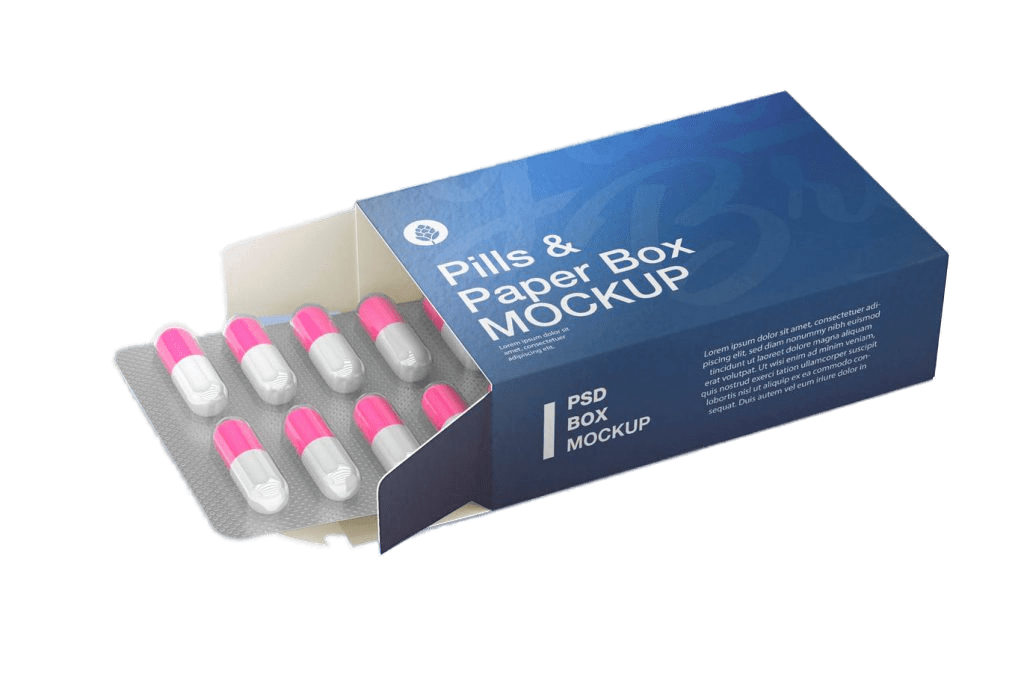 Pills &
Paper Box
MOCKUP
Lorem ipsum dolor sit
amet, consectetuer
adipiscing elit.
PSD
BOX
MOCKUP
Lorem ipsum dolor sit amet, consectetuer adi-
piscing elit, sed diam nonummy nibh euismod
tincidunt ut laoreet dolore magna aliquam
erat volutpat. Ut wisi enim ad minim veniam,
quis nostrud exerci tation ullamcorper suscipit
lobortis nisl ut aliquip ex ea commodo con-
sequat. Duis autem vel eum iriure dolor in